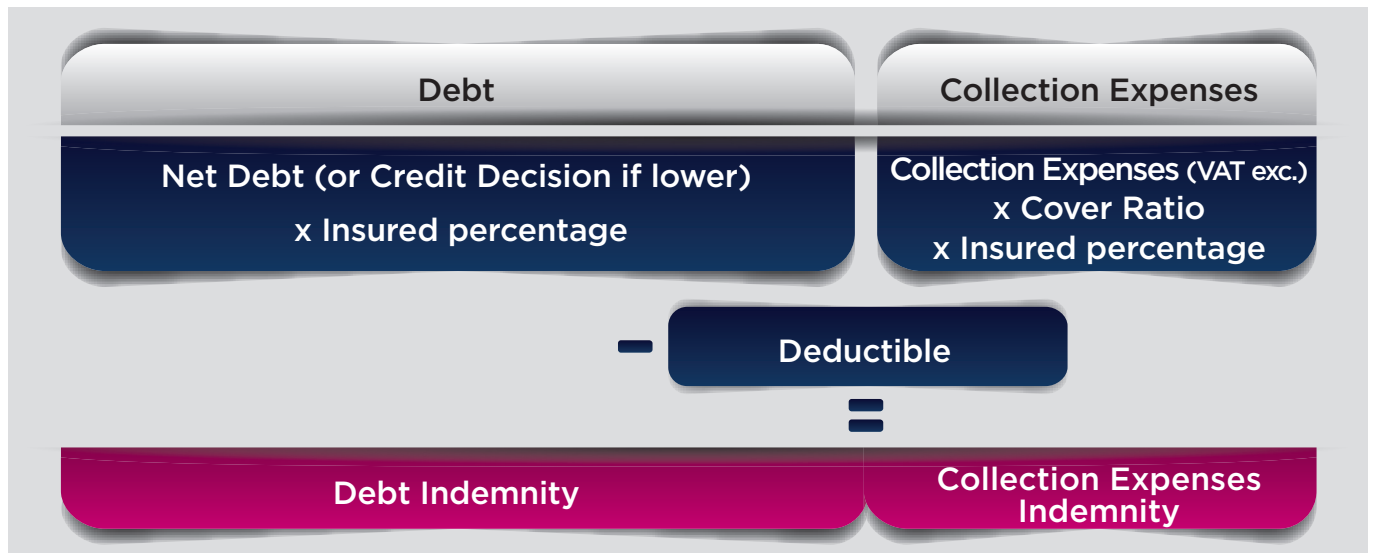 Debt
Collection Expenses
Net Debt (or Credit Decision if lower)
x Insured percentage
Collection Expenses (VAT exc.)
x Cover Ratio
x Insured percentage
- Deductible
=
Debt Indemnity
Collection Expenses
Indemnity